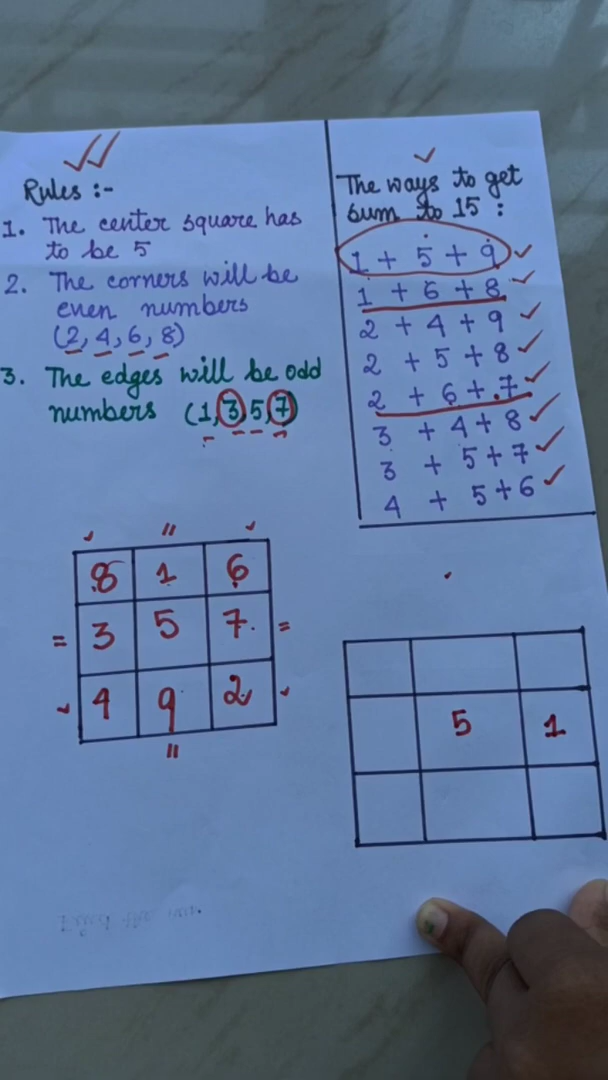 Rules :-
1. The center square has
to be 5
2. The corners will be
even numbers
(2, 4, 6, 8)
3. The edges will be odd
numbers (1, 3, 5, 7)
The ways to get
sum to 15 :
1 + 5 + 9
1 + 6 + 8
2 + 4 + 9
2 + 5 + 8
2 + 6 + 7
3 + 4 + 8
3 + 5 + 7
4 + 5 + 6
8 1 6
3 5 7
4 9 2
5 1